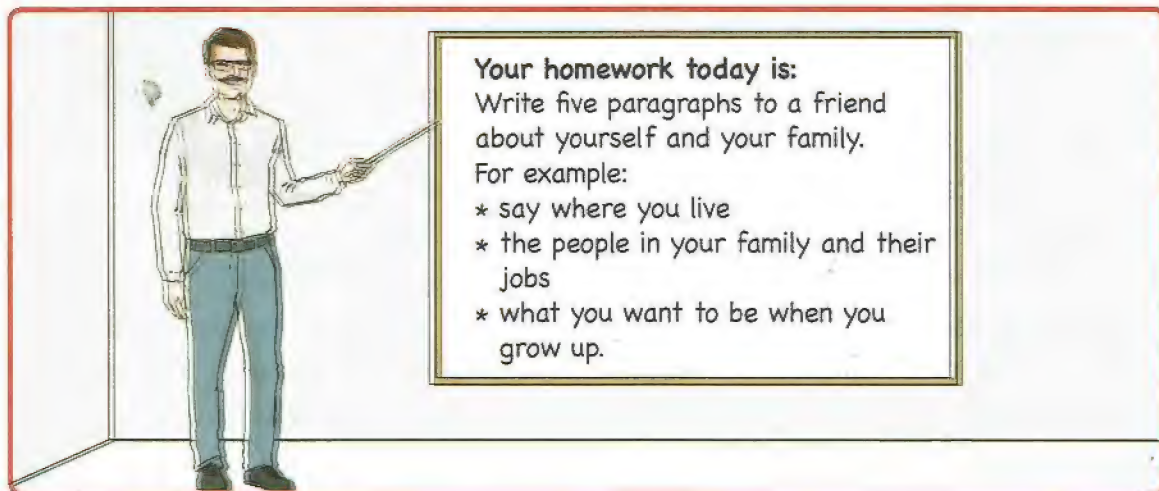 Your homework today is:
Write five paragraphs to a friend
about yourself and your family.
For example:
* say where you live
* the people in your family and their
jobs
* what you want to be when you
grow up.